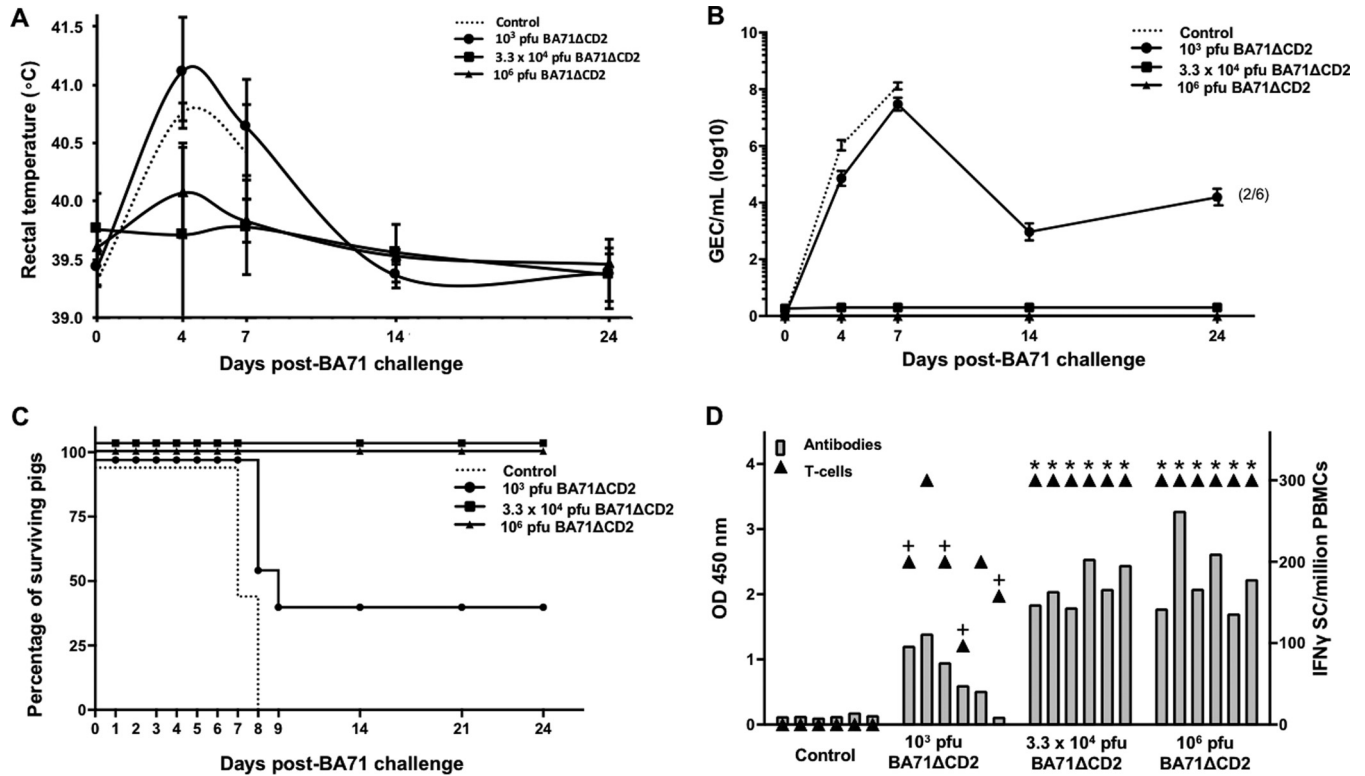 A
Rectal temperature (°C)
41.5
41.0
40.5
40.0
39.5
39.0
0 4 7 14 24
Days post-BA71 challenge
Control
10³ pfu BA71ΔCD2
3.3 x 10⁴ pfu BA71ΔCD2
10⁶ pfu BA71ΔCD2
B
GEC/mL (log10)
10
8
6
4
2
0
0 4 7 14 24
Days post-BA71 challenge
Control
10³ pfu BA71ΔCD2
3.3 x 10⁴ pfu BA71ΔCD2
10⁶ pfu BA71ΔCD2
(2/6)
C
Percentage of surviving pigs
100
75
50
25
0
0 1 2 3 4 5 6 7 8 9 14 21 24
Days post-BA71 challenge
Control
10³ pfu BA71ΔCD2
3.3 x 10⁴ pfu BA71ΔCD2
10⁶ pfu BA71ΔCD2
D
OD 450 nm
4
3
2
1
0
Antibodies
T-cells
+ + + +
* * * * * * * * * * * *
300
200
100
0
IFNγ SC/million PBMCs
Control
10³ pfu
BA71ΔCD2
3.3 x 10⁴ pfu
BA71ΔCD2
10⁶ pfu
BA71ΔCD2